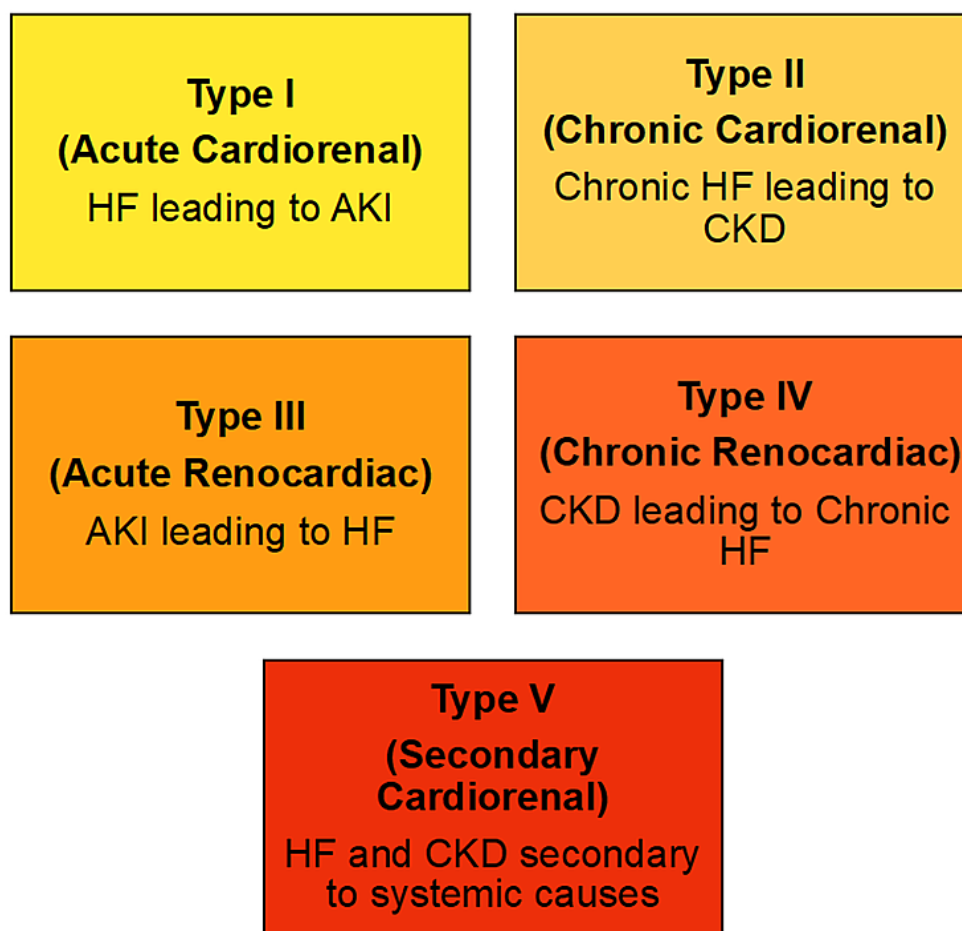 Type I
(Acute Cardiorenal)
HF leading to AKI
Type II
(Chronic Cardiorenal)
Chronic HF leading to
CKD
Type III
(Acute Renocardiac)
AKI leading to HF
Type IV
(Chronic Renocardiac)
CKD leading to Chronic
HF
Type V
(Secondary
Cardiorenal)
HF and CKD secondary
to systemic causes